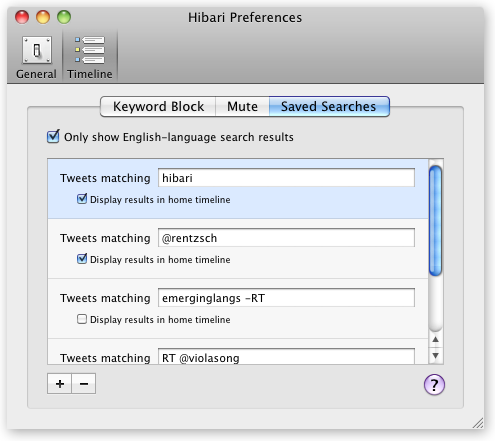 Hibari Preferences
General
Timeline
Keyword Block
Mute
Saved Searches
Only show English-language search results
Tweets matching hibari
Display results in home timeline
Tweets matching @rentzsch
Display results in home timeline
Tweets matching emerginglangs -RT
Display results in home timeline
Tweets matching RT @violasong
+ −
?